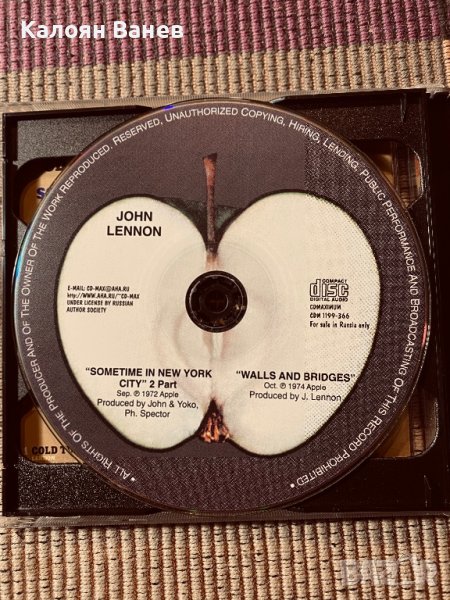 Калоян Ванев
ALL RIGHTS OF THE PRODUCER AND OF THE OWNER OF THE WORK REPRODUCED, RESERVED, UNAUTHORIZED COPYING, HIRING, LENDING, PUBLIC PERFORMANCE AND BROADCASTING OF THIS RECORD PROHIBITED
JOHN
LENNON
E-MAIL: CD-MAX@AHA.RU
HTTP://WWW.AHA.RU/~CD-MAX
UNDER LICENSE BY RUSSIAN
AUTHOR SOCIETY
COMPACT
disc
DIGITAL AUDIO
CDMAXIMUM
CDM 1199-366
For sale in Russia only
"SOMETIME IN NEW YORK
CITY" 2 Part
Sep. ℗ 1972 Apple
Produced by John & Yoko,
Ph. Spector
"WALLS AND BRIDGES"
Oct. ℗ 1974 Apple
Produced by J. Lennon
COLD